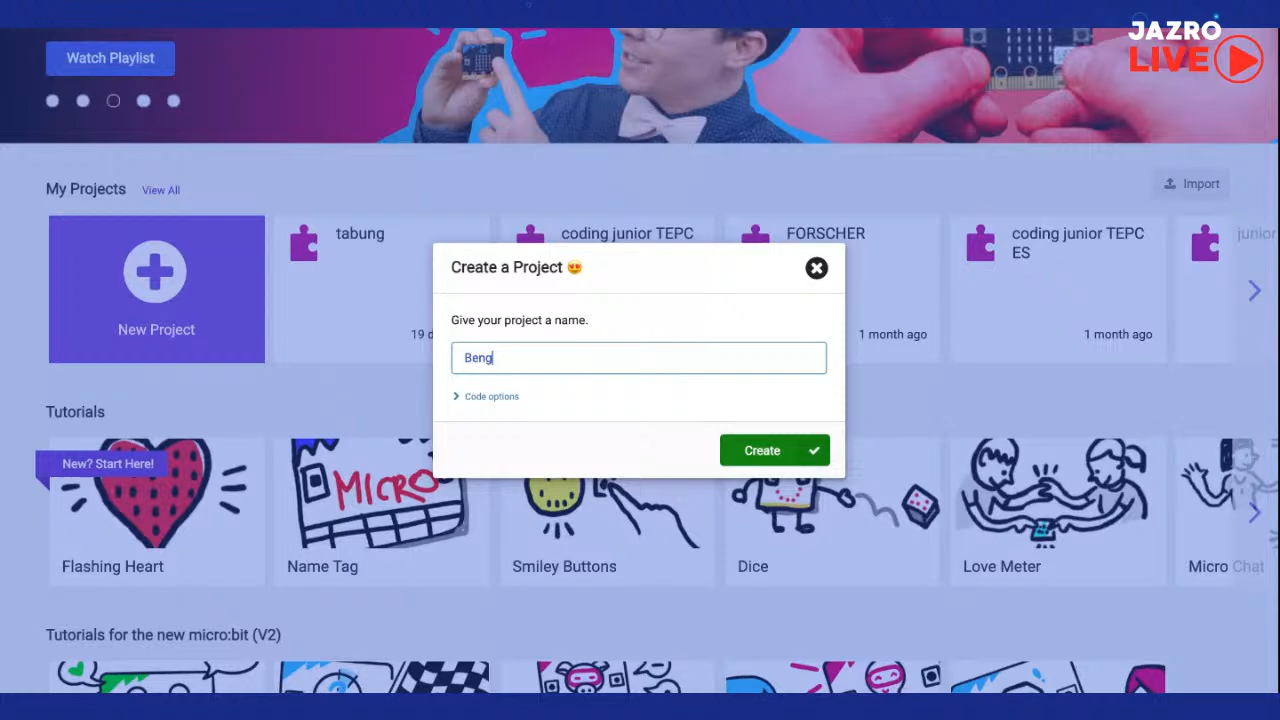 JAZRO
LIVE
Watch Playlist
My Projects
View All
Import
New Project
tabung
coding junior TEPC
FORSCHER
coding junior TEPC
ES
junior
19 d
1 month ago
1 month ago
Create a Project 😍
Give your project a name.
Beng
Code options
Create
Tutorials
New? Start Here!
MICRO
Flashing Heart
Name Tag
Smiley Buttons
Dice
Love Meter
Micro Chat
Tutorials for the new micro:bit (V2)